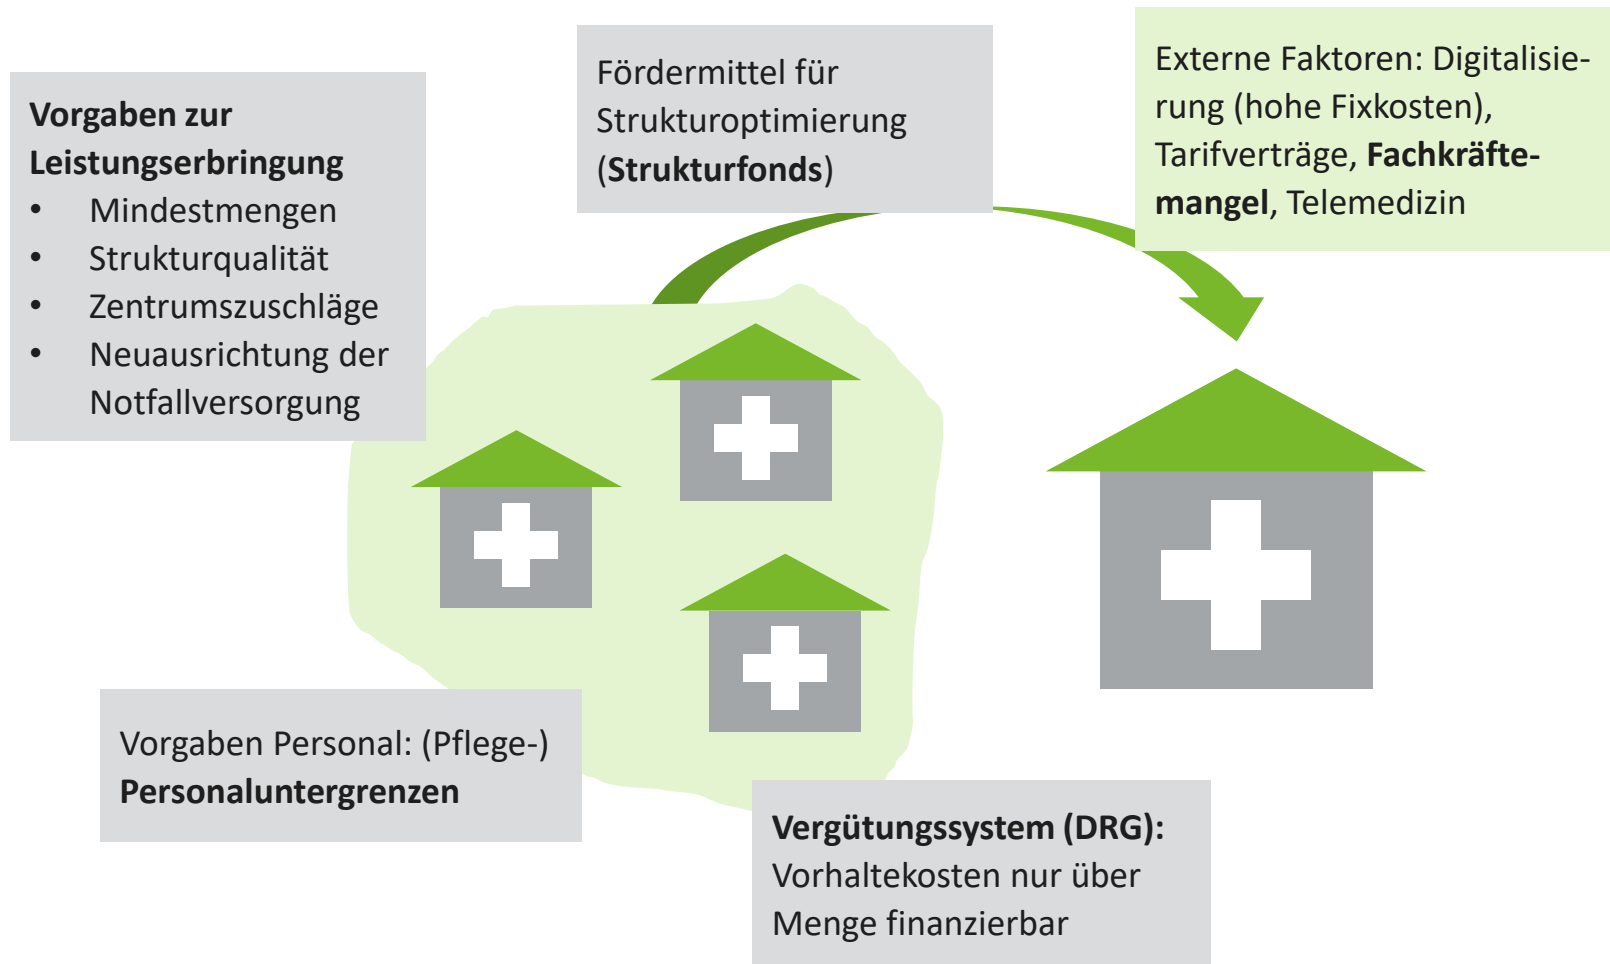 Vorgaben zur
Leistungserbringung
• Mindestmengen
• Strukturqualität
• Zentrumszuschläge
• Neuausrichtung der
Notfallversorgung
Fördermittel für
Strukturoptimierung
(Strukturfonds)
Externe Faktoren: Digitalisie-
rung (hohe Fixkosten),
Tarifverträge, Fachkräfte-
mangel, Telemedizin
Vorgaben Personal: (Pflege-)
Personaluntergrenzen
Vergütungssystem (DRG):
Vorhaltekosten nur über
Menge finanzierbar